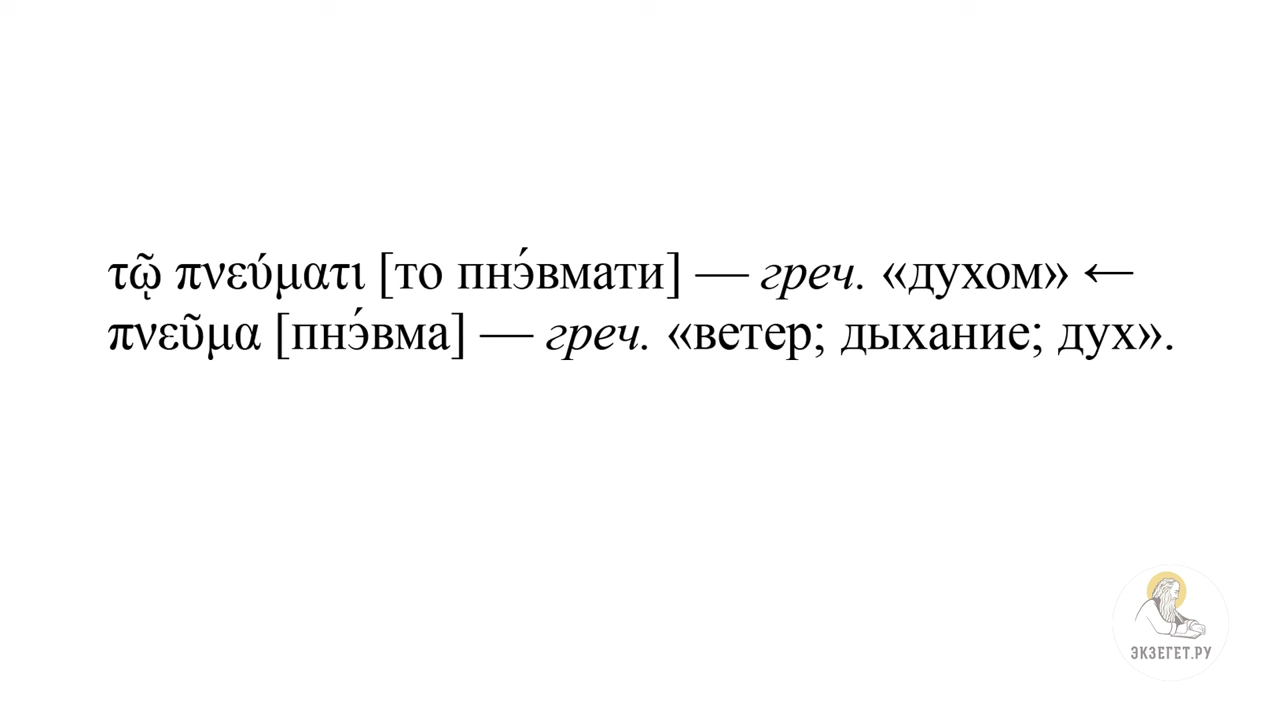 τῷ πνεύματι [то пнэ́вмати] — греч. «духом» ←
πνεῦμα [пнэ́вма] — греч. «ветер; дыхание; дух».
ЭКЗЕГЕТ.РУ